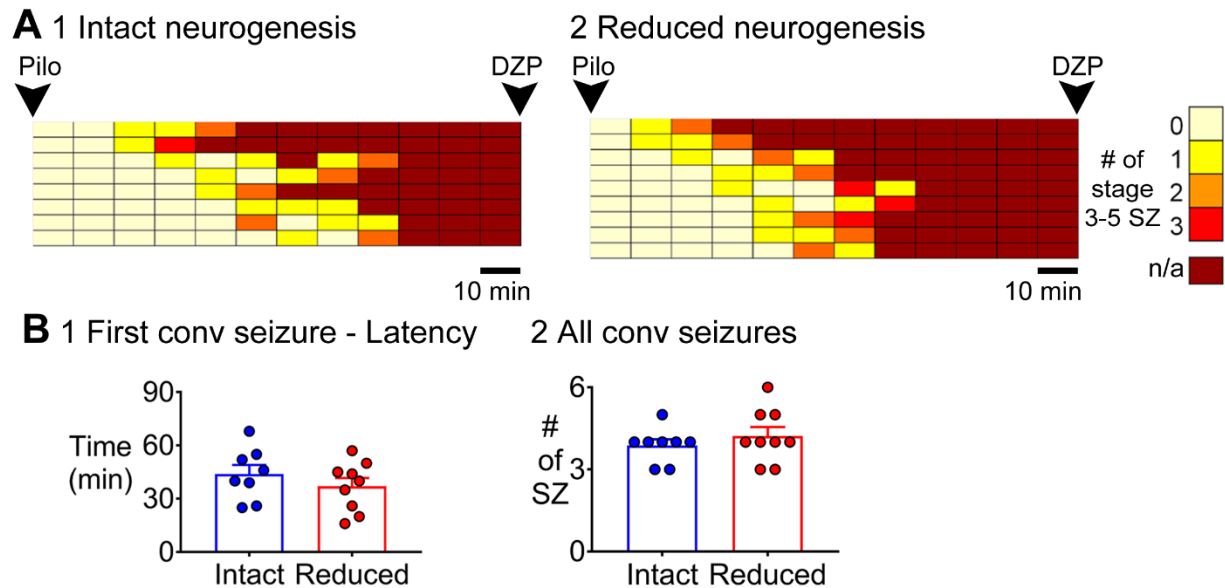 A 1 Intact neurogenesis
2 Reduced neurogenesis
Pilo
DZP
Pilo
DZP
# of
stage
3-5 SZ
0
1
2
3
n/a
10 min
10 min
B 1 First conv seizure - Latency
2 All conv seizures
Time
(min)
90
60
30
0
Intact Reduced
#
of
SZ
6
3
0
Intact Reduced